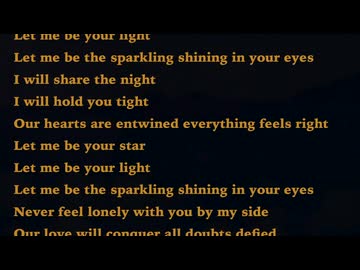 Let me be your light
Let me be the sparkling shining in your eyes
I will share the night
I will hold you tight
Our hearts are entwined everything feels right
Let me be your star
Let me be your light
Let me be the sparkling shining in your eyes
Never feel lonely with you by my side
Our love will conquer all doubts defied